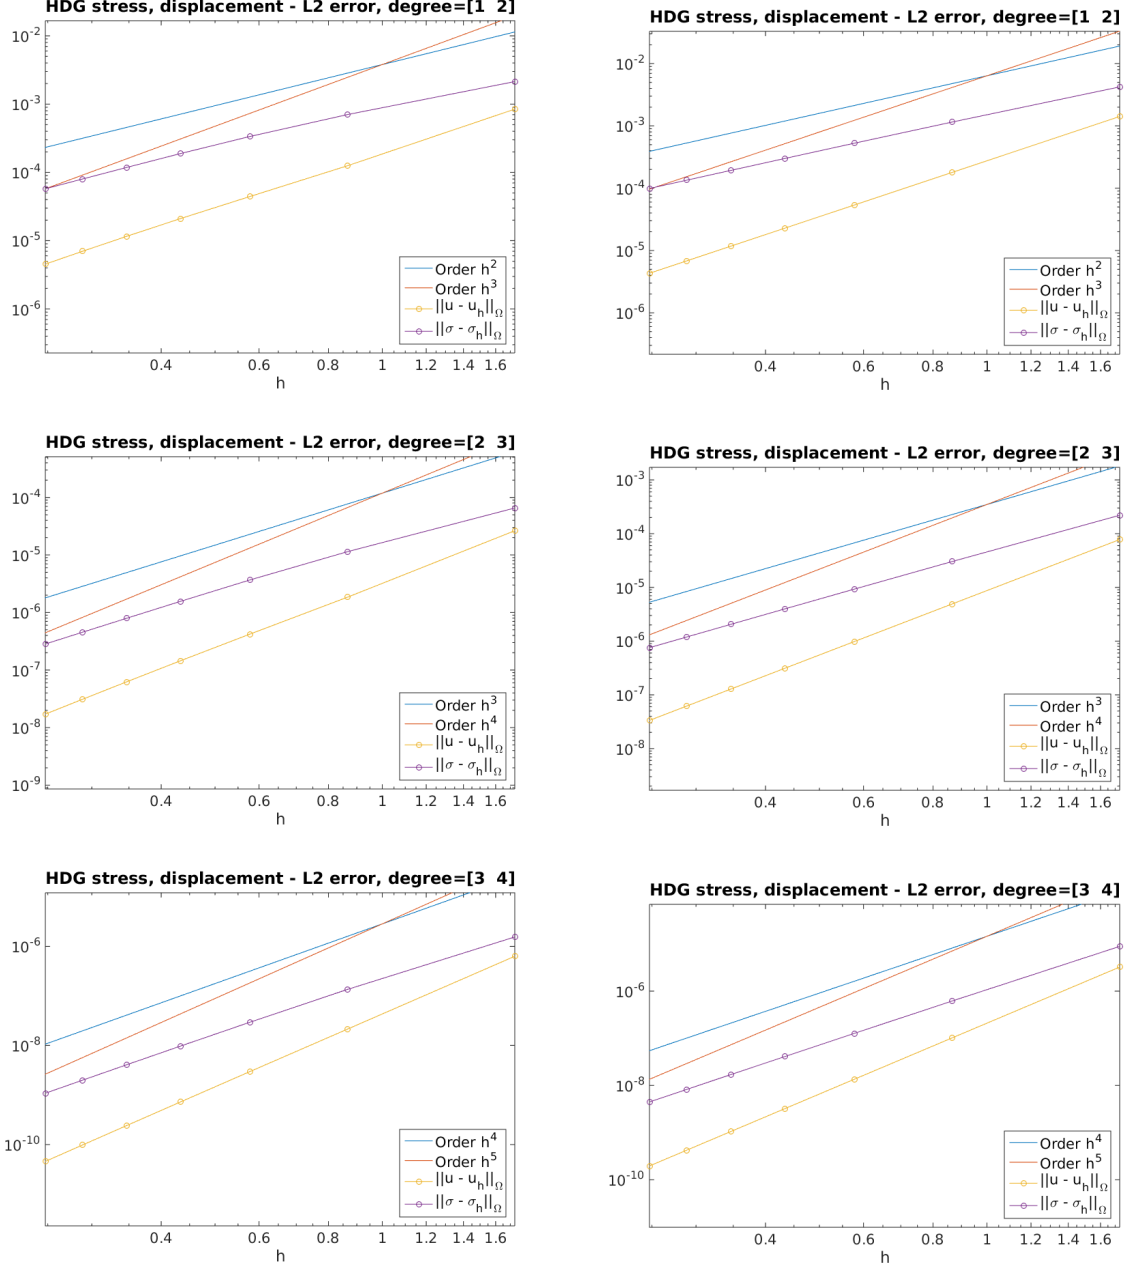 HDG stress, displacement - L2 error, degree=[1 2]
10^-2
10^-3
10^-4
10^-5
10^-6
0.4 0.6 0.8 1 1.2 1.4 1.6
h
Order h^2
Order h^3
||u - u_h||_Ω
||σ - σ_h||_Ω
HDG stress, displacement - L2 error, degree=[1 2]
10^-2
10^-3
10^-4
10^-5
10^-6
0.4 0.6 0.8 1 1.2 1.4 1.6
h
Order h^2
Order h^3
||u - u_h||_Ω
||σ - σ_h||_Ω
HDG stress, displacement - L2 error, degree=[2 3]
10^-4
10^-5
10^-6
10^-7
10^-8
10^-9
0.4 0.6 0.8 1 1.2 1.4 1.6
h
Order h^3
Order h^4
||u - u_h||_Ω
||σ - σ_h||_Ω
HDG stress, displacement - L2 error, degree=[2 3]
10^-3
10^-4
10^-5
10^-6
10^-7
10^-8
0.4 0.6 0.8 1 1.2 1.4 1.6
h
Order h^3
Order h^4
||u - u_h||_Ω
||σ - σ_h||_Ω
HDG stress, displacement - L2 error, degree=[3 4]
10^-6
10^-8
10^-10
0.4 0.6 0.8 1 1.2 1.4 1.6
h
Order h^4
Order h^5
||u - u_h||_Ω
||σ - σ_h||_Ω
HDG stress, displacement - L2 error, degree=[3 4]
10^-6
10^-8
10^-10
0.4 0.6 0.8 1 1.2 1.4 1.6
h
Order h^4
Order h^5
||u - u_h||_Ω
||σ - σ_h||_Ω